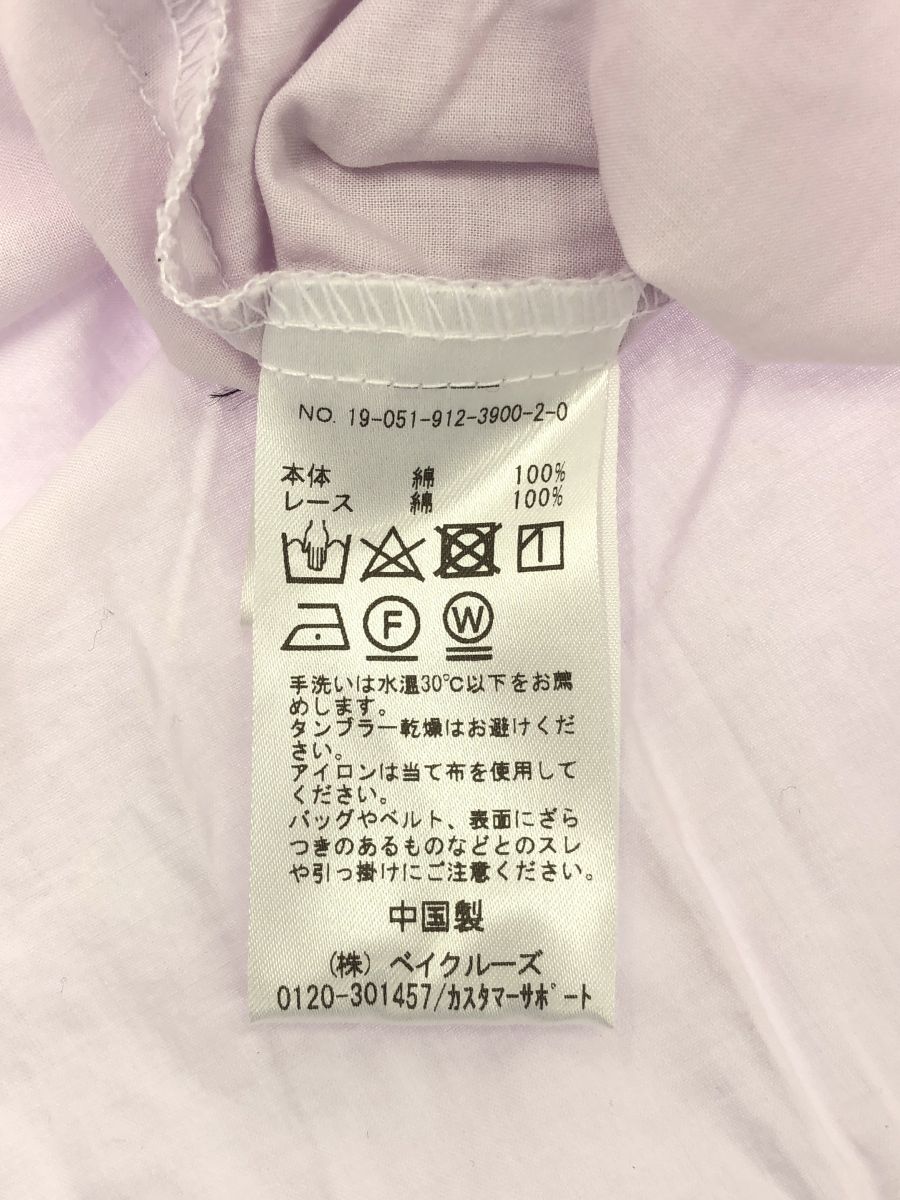 NO. 19-051-912-3900-2-0
本体 綿 100%
レース 綿 100%
F W
手洗いは水温30℃以下をお薦
めします。
タンブラー乾燥はお避けくだ
さい。
アイロンは当て布を使用して
ください。
バッグやベルト、表面にざら
つきのあるものなどとのスレ
や引っ掛けにご注意ください。
中国製
(株) ベイクルーズ
0120-301457/カスタマーサポート